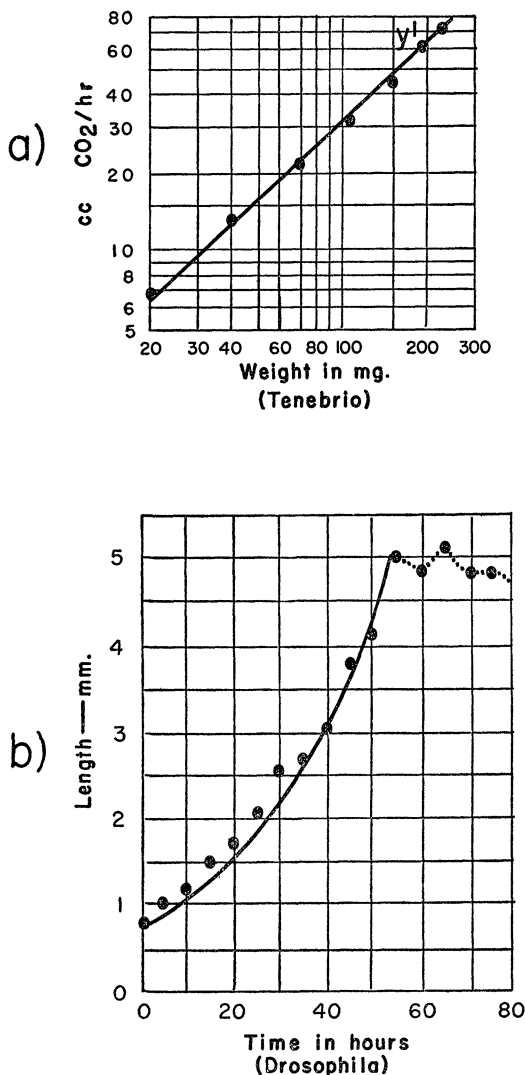 a)
cc CO2/hr
80
60
40
30
20
10
8
6
5
y'
20 30 40 60 80 100 200 300
Weight in mg.
(Tenebrio)
b)
Length—mm.
5
4
3
2
1
0
0 20 40 60 80
Time in hours
(Drosophila)